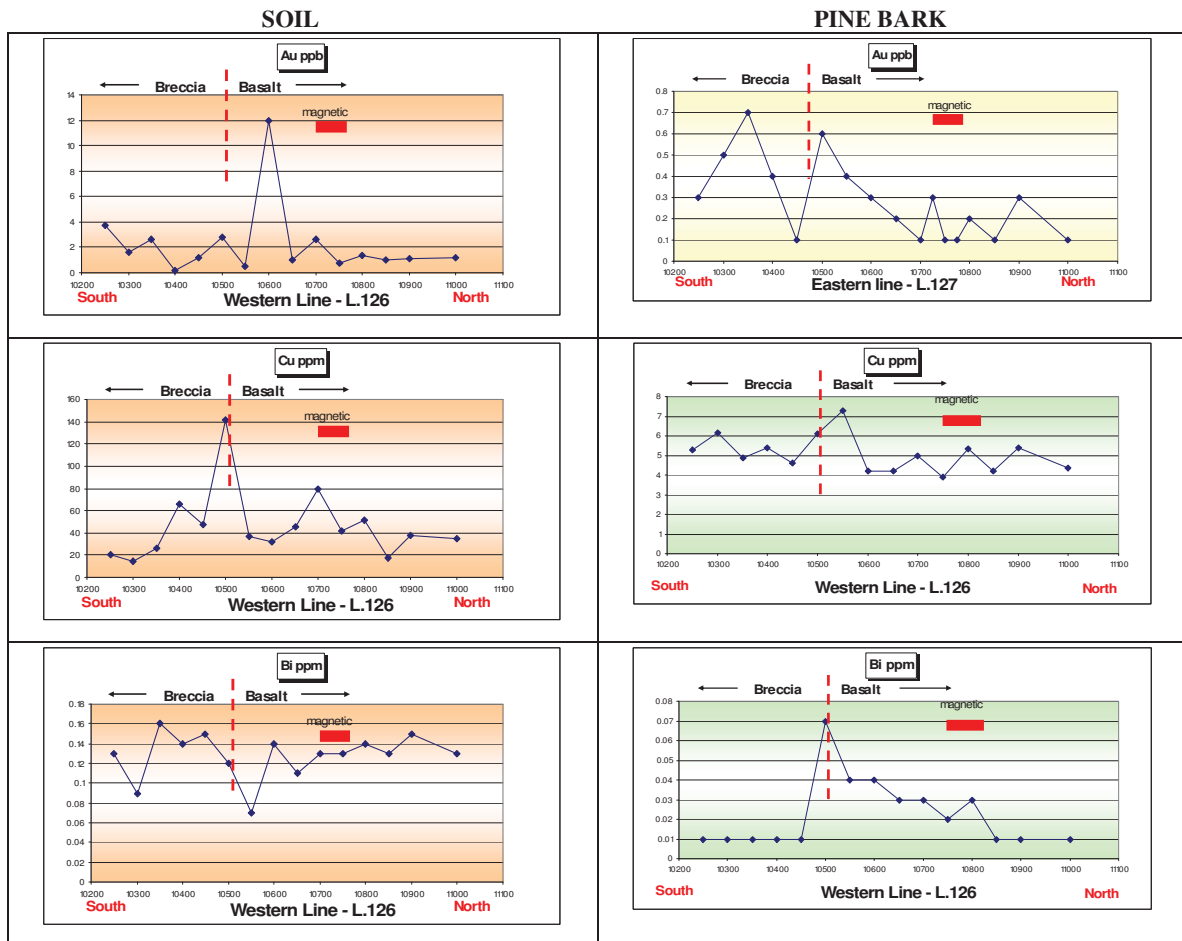 SOIL
PINE BARK
Au ppb
Breccia Basalt
magnetic
14
12
10
8
6
4
2
0
10200 10300 10400 10500 10600 10700 10800 10900 11000 11100
South Western Line - L.126 North
Au ppb
Breccia Basalt
magnetic
0.8
0.7
0.6
0.5
0.4
0.3
0.2
0.1
0
10200 10300 10400 10500 10600 10700 10800 10900 11000 11100
South Eastern line - L.127 North
Cu ppm
Breccia Basalt
magnetic
160
140
120
100
80
60
40
20
0
10200 10300 10400 10500 10600 10700 10800 10900 11000 11100
South Western Line - L.126 North
Cu ppm
Breccia Basalt
magnetic
8
7
6
5
4
3
2
1
0
10200 10300 10400 10500 10600 10700 10800 10900 11000 11100
South Western Line - L.126 North
Bi ppm
Breccia Basalt
magnetic
0.18
0.16
0.14
0.12
0.1
0.08
0.06
0.04
0.02
0
10200 10300 10400 10500 10600 10700 10800 10900 11000 11100
South Western Line - L.126 North
Bi ppm
Breccia Basalt
magnetic
0.08
0.07
0.06
0.05
0.04
0.03
0.02
0.01
0
10200 10300 10400 10500 10600 10700 10800 10900 11000 11100
South Western Line - L.126 North